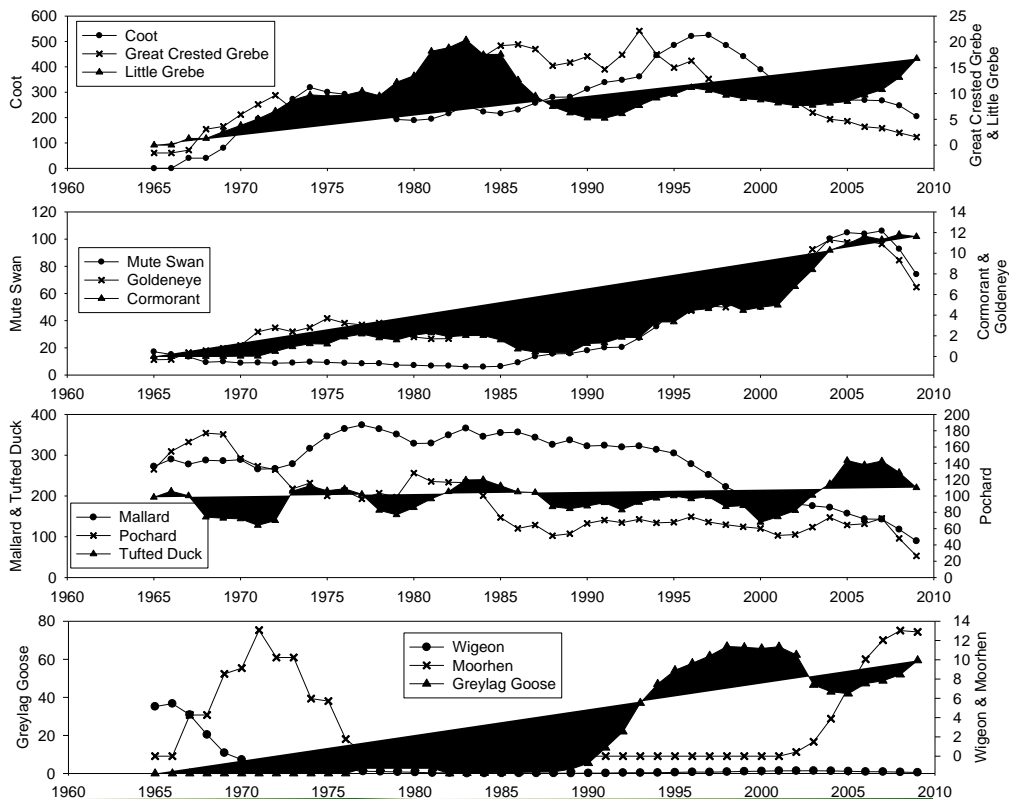 600
500
400
300
200
100
0
Coot
Coot
Great Crested Grebe
Little Grebe
25
20
15
10
5
0
Great Crested Grebe
& Little Grebe
1960 1965 1970 1975 1980 1985 1990 1995 2000 2005 2010
120
100
80
60
40
20
0
Mute Swan
Mute Swan
Goldeneye
Cormorant
14
12
10
8
6
4
2
0
Cormorant &
Goldeneye
1960 1965 1970 1975 1980 1985 1990 1995 2000 2005 2010
400
300
200
100
0
Mallard & Tufted Duck
Mallard
Pochard
Tufted Duck
200
180
160
140
120
100
80
60
40
20
0
Pochard
1960 1965 1970 1975 1980 1985 1990 1995 2000 2005 2010
80
60
40
20
0
Greylag Goose
Wigeon
Moorhen
Greylag Goose
14
12
10
8
6
4
2
0
Wigeon & Moorhen
1960 1965 1970 1975 1980 1985 1990 1995 2000 2005 2010